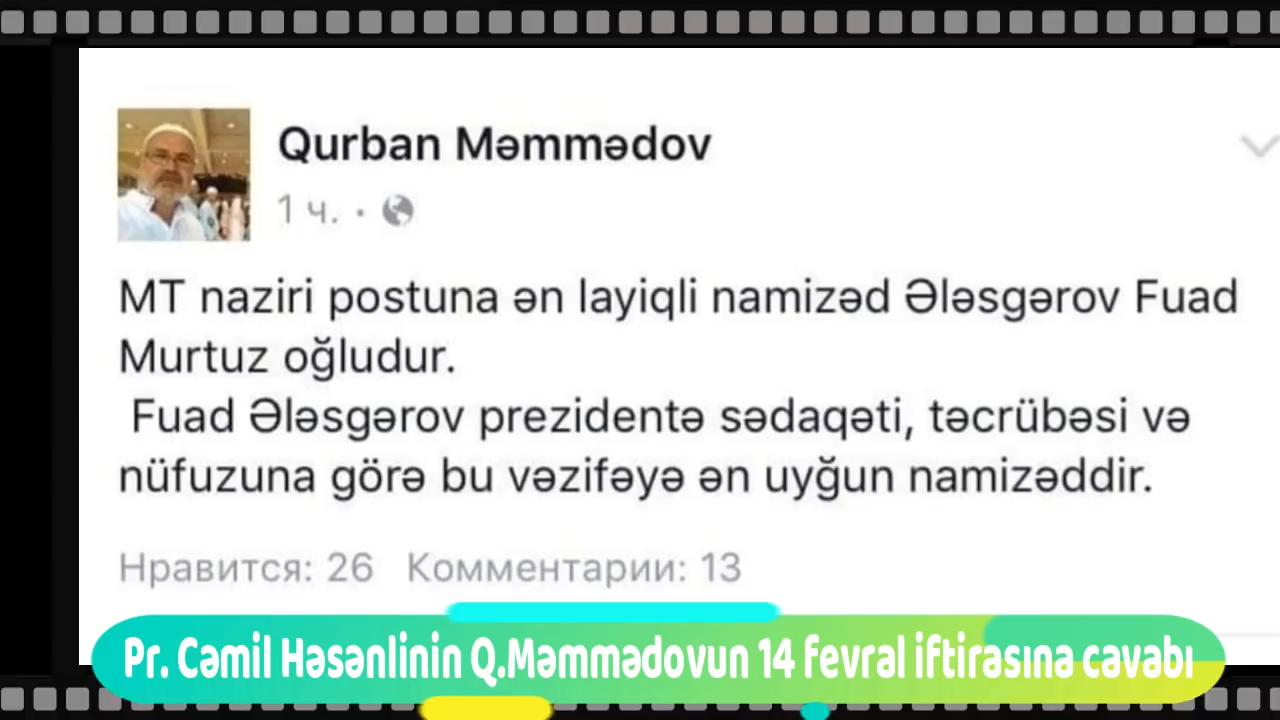 Qurban Məmmədov
1 ч. ·
MT naziri postuna ən layiqli namizəd Ələsgərov Fuad
Murtuz oğludur.
Fuad Ələsgərov prezidentə sədaqəti, təcrübəsi və
nüfuzuna görə bu vəzifəyə ən uyğun namizəddir.
Нравится: 26 Комментарии: 13
Pr. Cəmil Həsənlinin Q.Məmmədovun 14 fevral iftirasına cavabı